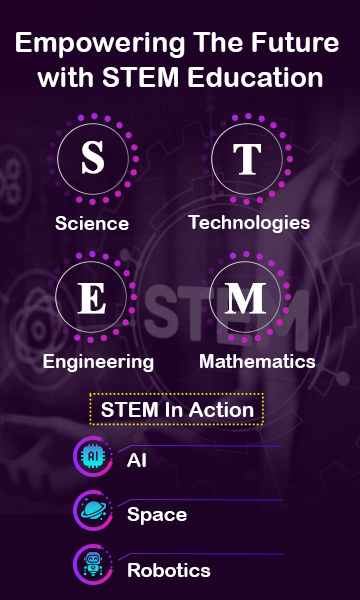 Empowering The Future
with STEM Education
S
T
Science
Technologies
E
M
STEM
Engineering
Mathematics
STEM In Action
AI
AI
Space
Robotics